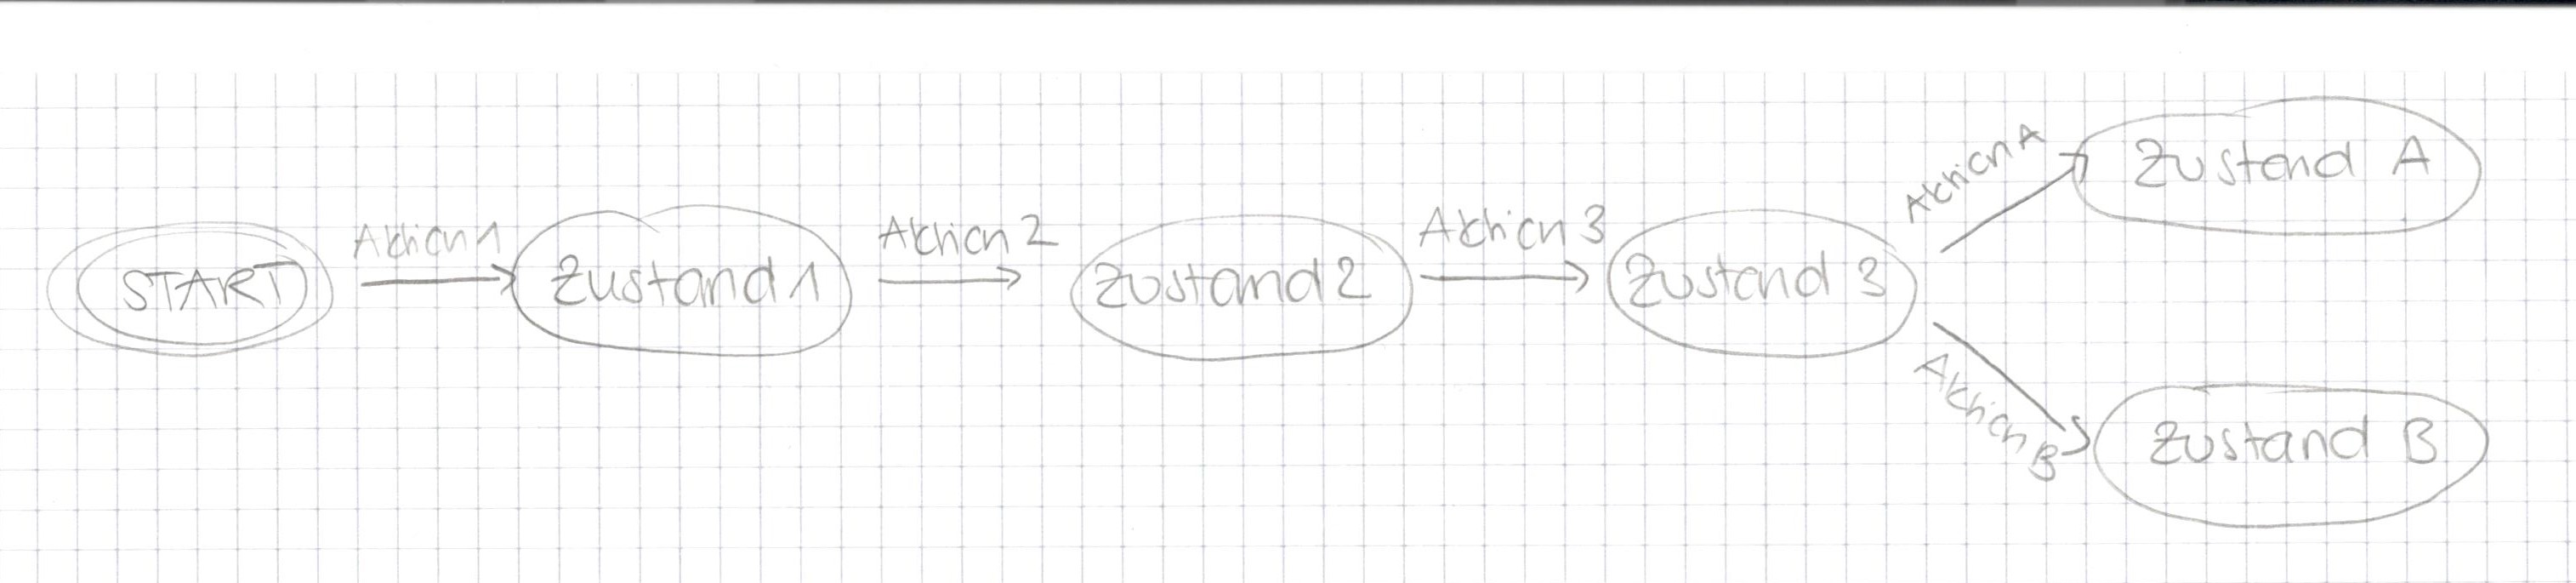 START
Aktion 1
Zustand 1
Aktion 2
Zustand 2
Aktion 3
Zustand 3
Aktion A
Zustand A
Aktion B
Zustand B